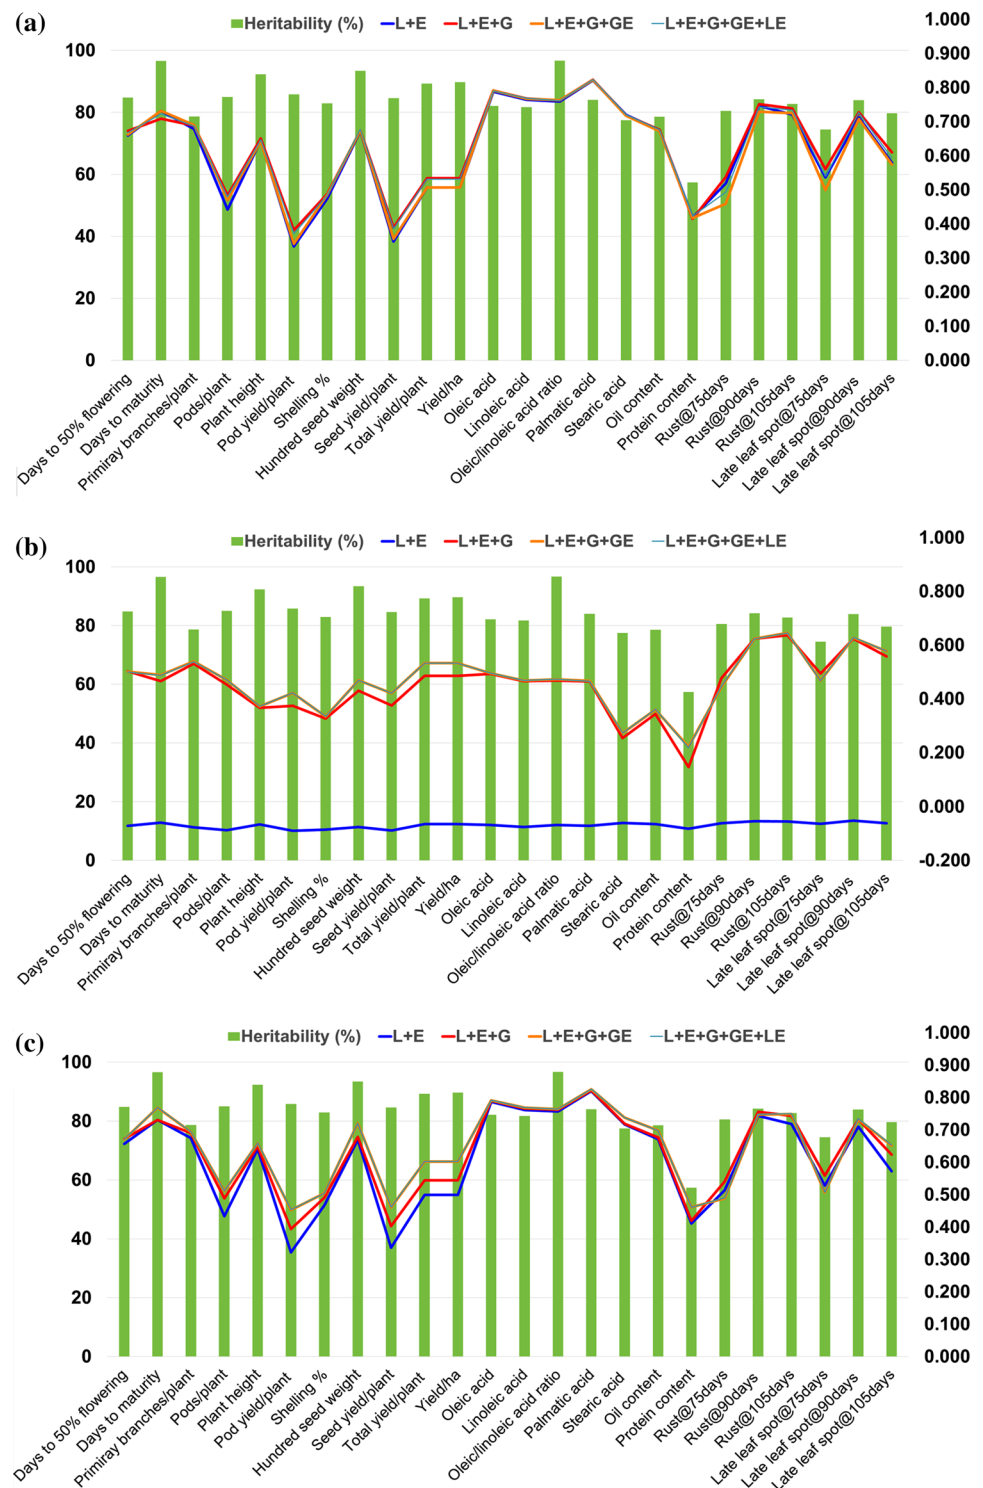 (a)
Heritability (%) L+E L+E+G L+E+G+GE L+E+G+GE+LE
100
80
60
40
20
0
1.000
0.900
0.800
0.700
0.600
0.500
0.400
0.300
0.200
0.100
0.000
Days to 50% flowering
Days to maturity
Primiray branches/plant
Pods/plant
Plant height
Pod yield/plant
Shelling %
Hundred seed weight
Seed yield/plant
Total yield/plant
Yield/ha
Oleic acid
Linoleic acid
Oleic/linoleic acid ratio
Palmatic acid
Stearic acid
Oil content
Protein content
Rust@75days
Rust@90days
Rust@105days
Late leaf spot@75days
Late leaf spot@90days
Late leaf spot@105days
(b)
Heritability (%) L+E L+E+G L+E+G+GE L+E+G+GE+LE
100
80
60
40
20
0
1.000
0.800
0.600
0.400
0.200
0.000
-0.200
Days to 50% flowering
Days to maturity
Primiray branches/plant
Pods/plant
Plant height
Pod yield/plant
Shelling %
Hundred seed weight
Seed yield/plant
Total yield/plant
Yield/ha
Oleic acid
Linoleic acid
Oleic/linoleic acid ratio
Palmatic acid
Stearic acid
Oil content
Protein content
Rust@75days
Rust@90days
Rust@105days
Late leaf spot@75days
Late leaf spot@90days
Late leaf spot@105days
(c)
Heritability (%) L+E L+E+G L+E+G+GE L+E+G+GE+LE
100
80
60
40
20
0
1.000
0.900
0.800
0.700
0.600
0.500
0.400
0.300
0.200
0.100
0.000
Days to 50% flowering
Days to maturity
Primiray branches/plant
Pods/plant
Plant height
Pod yield/plant
Shelling %
Hundred seed weight
Seed yield/plant
Total yield/plant
Yield/ha
Oleic acid
Linoleic acid
Oleic/linoleic acid ratio
Palmatic acid
Stearic acid
Oil content
Protein content
Rust@75days
Rust@90days
Rust@105days
Late leaf spot@75days
Late leaf spot@90days
Late leaf spot@105days